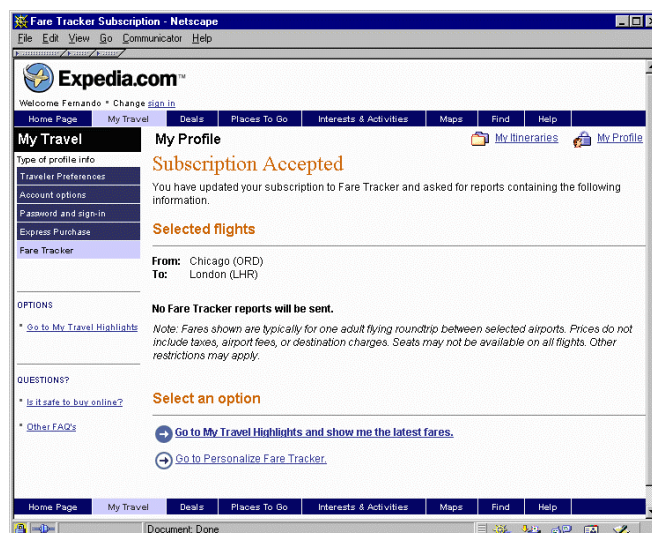 Fare Tracker Subscription - Netscape
File Edit View Go Communicator Help
Expedia.com™
Welcome Fernando * Change sign in
Home Page My Travel Deals Places To Go Interests & Activities Maps Find Help
My Travel
Type of profile info
Traveler Preferences
Account options
Password and sign-in
Express Purchase
Fare Tracker
OPTIONS
* Go to My Travel Highlights
QUESTIONS?
* Is it safe to buy online?
* Other FAQ's
My Profile
My Itineraries My Profile
Subscription Accepted
You have updated your subscription to Fare Tracker and asked for reports containing the following
information.
Selected flights
From: Chicago (ORD)
To: London (LHR)
No Fare Tracker reports will be sent.
Note: Fares shown are typically for one adult flying roundtrip between selected airports. Prices do not
include taxes, airport fees, or destination charges. Seats may not be available on all flights. Other
restrictions may apply.
Select an option
Go to My Travel Highlights and show me the latest fares.
Go to Personalize Fare Tracker.
Home Page My Travel Deals Places To Go Interests & Activities Maps Find Help
Document: Done